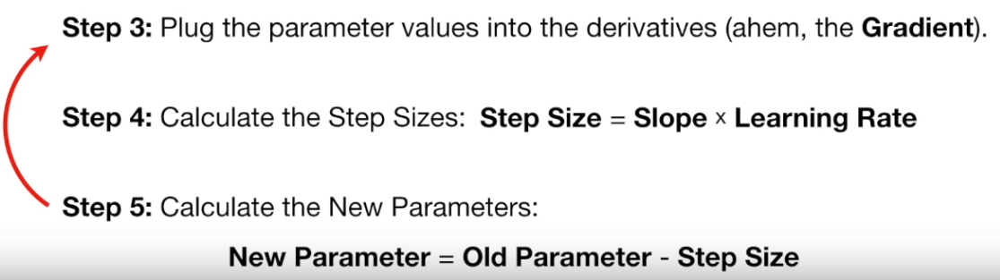 Step 3: Plug the parameter values into the derivatives (ahem, the Gradient).
Step 4: Calculate the Step Sizes: Step Size = Slope × Learning Rate
Step 5: Calculate the New Parameters:
New Parameter = Old Parameter - Step Size